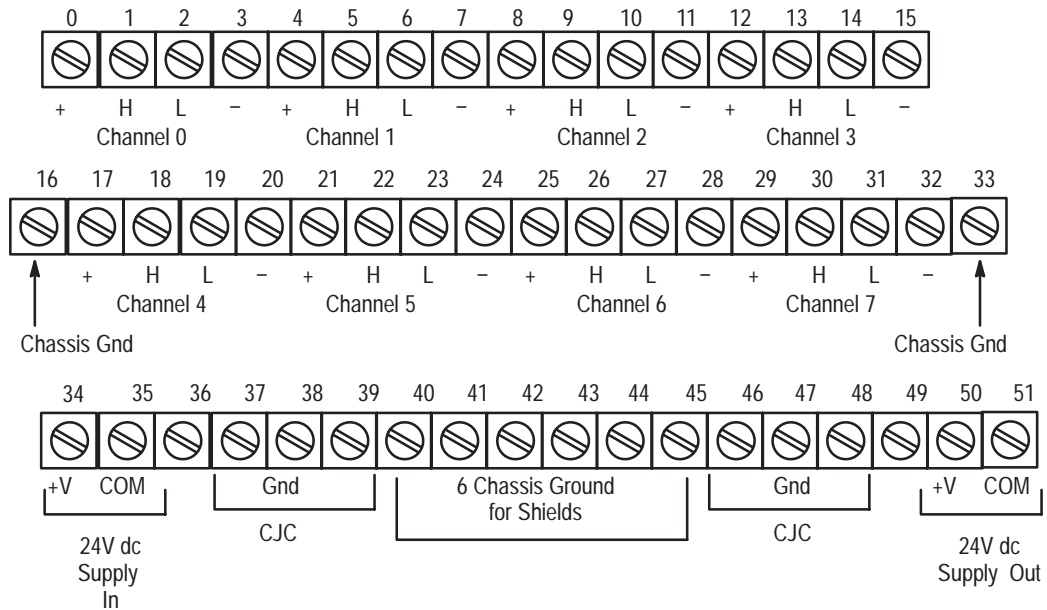 0 1 2 3 4 5 6 7 8 9 10 11 12 13 14 15
+ H L – + H L – + H L – + H L –
Channel 0 Channel 1 Channel 2 Channel 3
16 17 18 19 20 21 22 23 24 25 26 27 28 29 30 31 32 33
+ H L – + H L – + H L – + H L –
Channel 4 Channel 5 Channel 6 Channel 7
Chassis Gnd Chassis Gnd
34 35 36 37 38 39 40 41 42 43 44 45 46 47 48 49 50 51
+V COM Gnd 6 Chassis Ground Gnd +V COM
for Shields
CJC CJC
24V dc 24V dc
Supply Supply Out
In